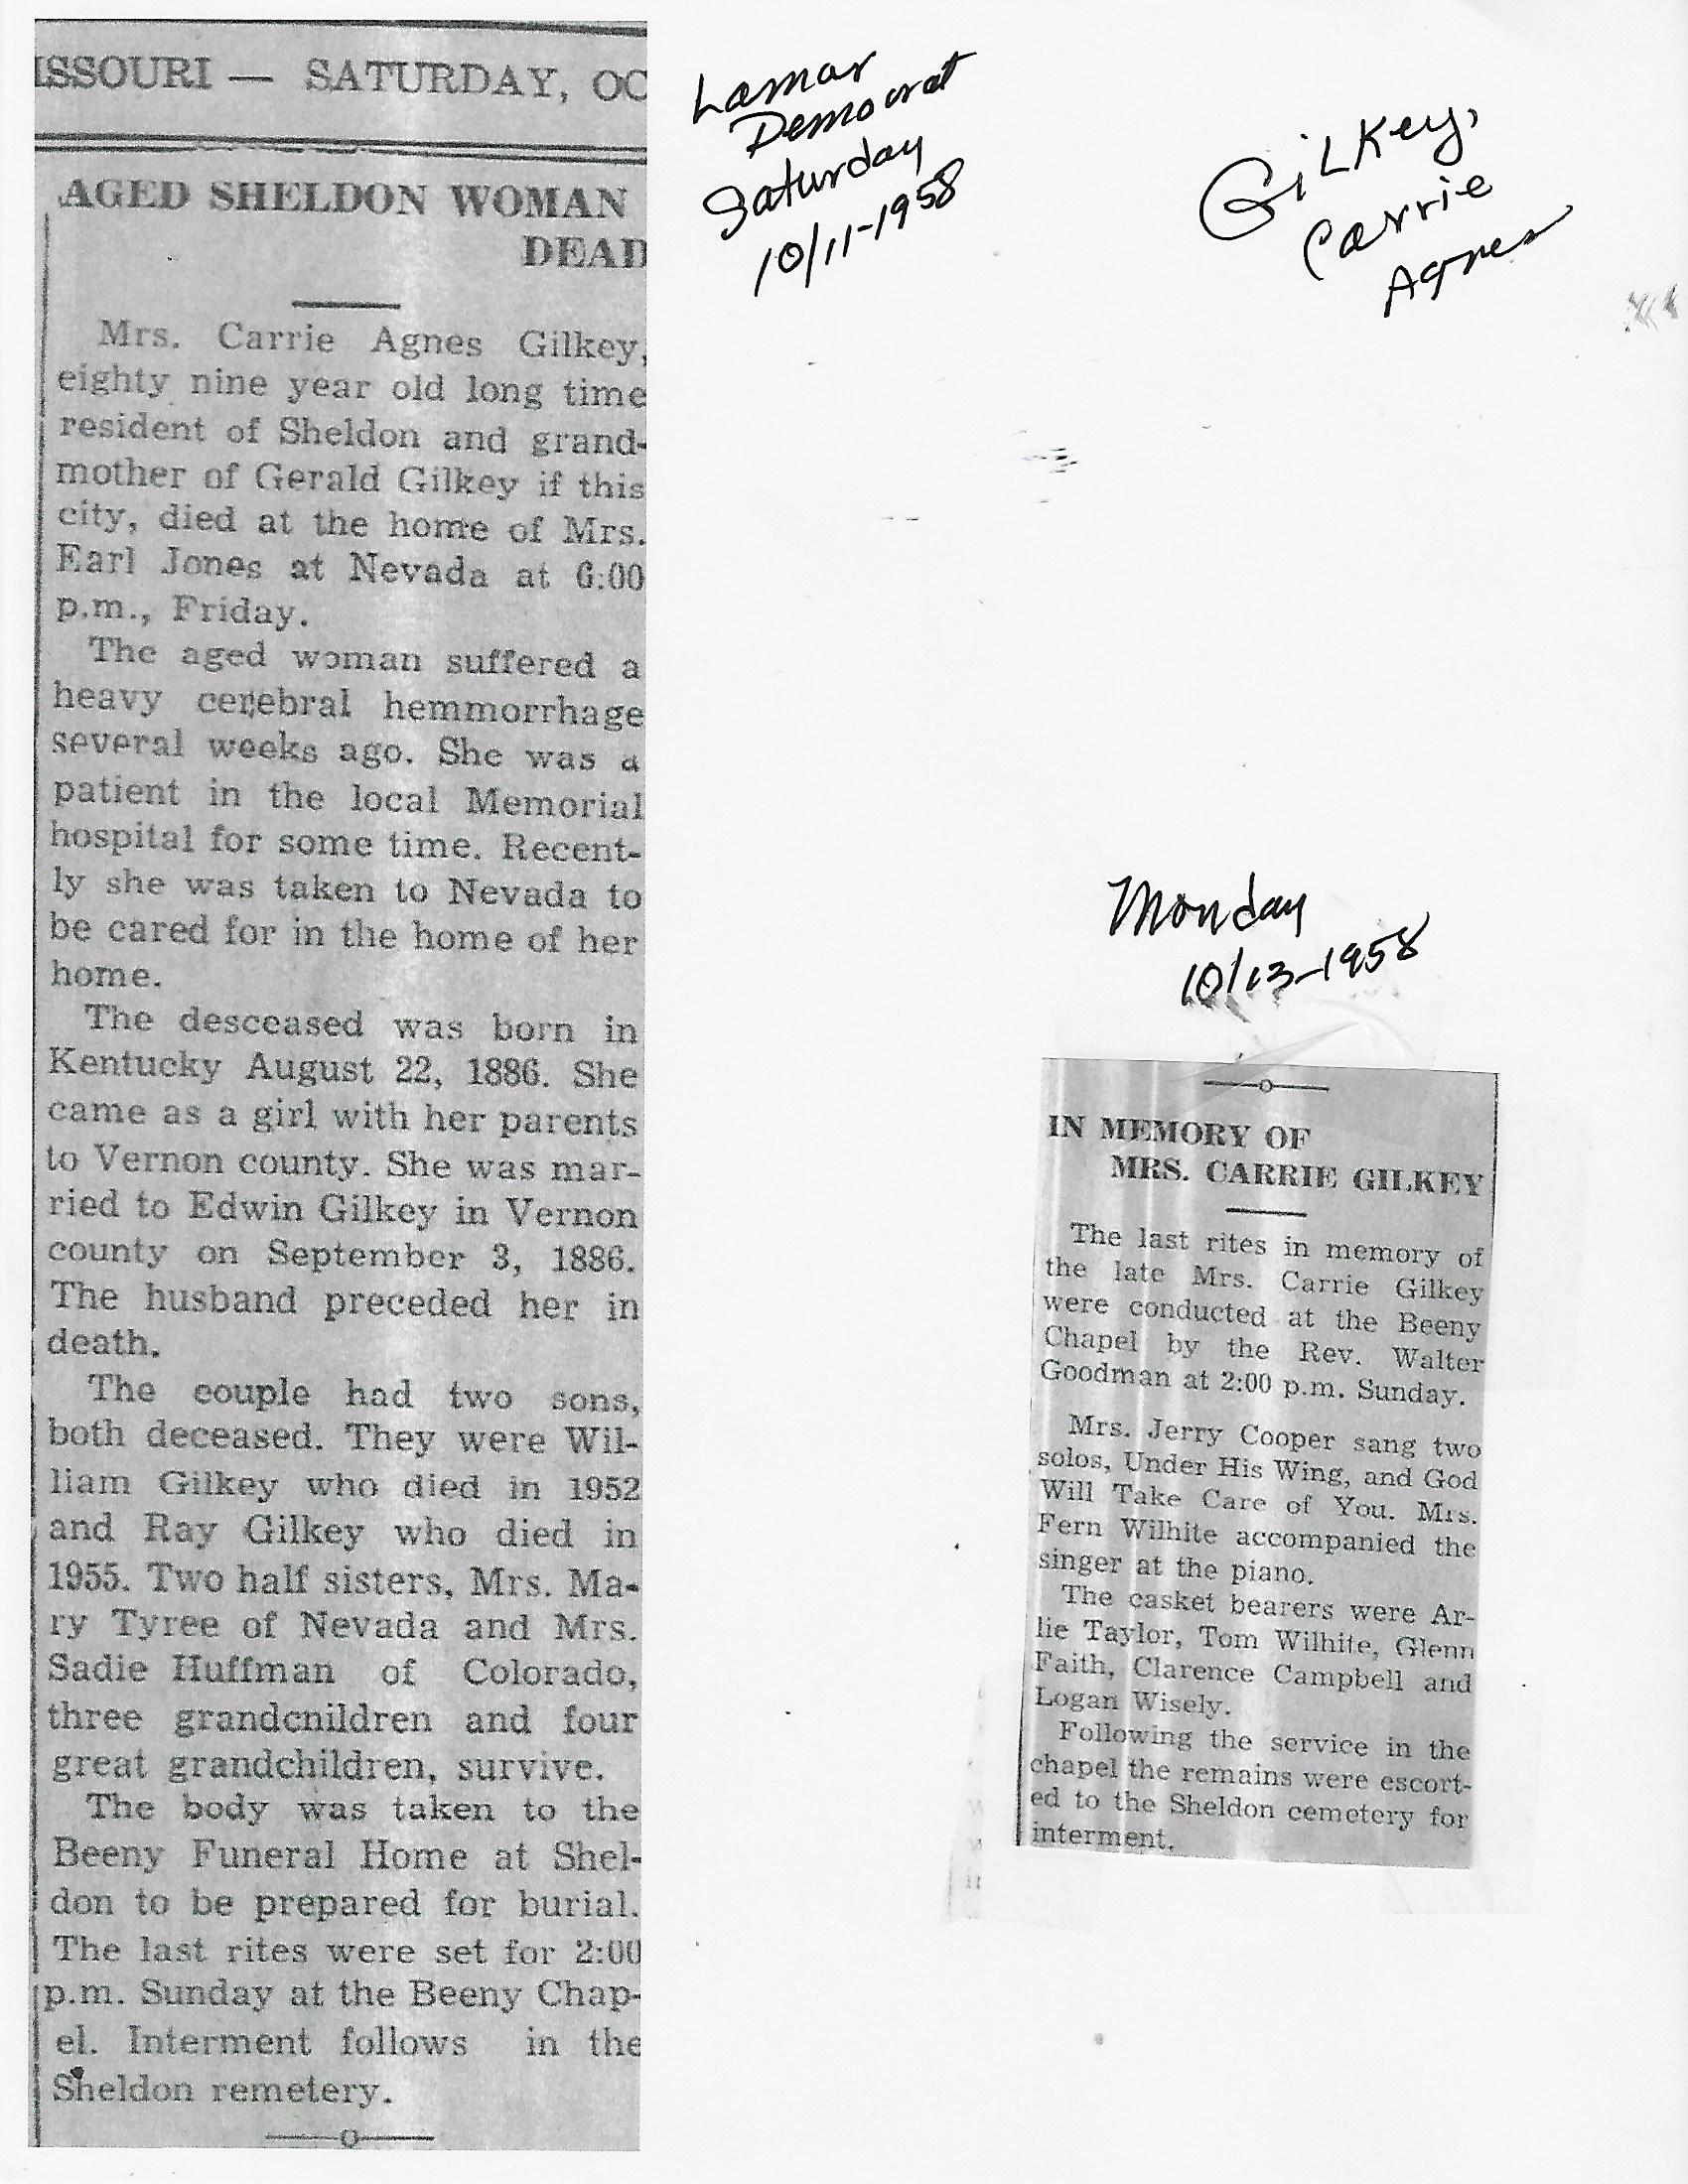 ISSOURI — SATURDAY, OC
AGED SHELDON WOMAN
DEAD
Mrs. Carrie Agnes Gilkey,
eighty nine year old long time
resident of Sheldon and grand-
mother of Gerald Gilkey if this
city, died at the home of Mrs.
Earl Jones at Nevada at 6:00
p.m., Friday.
The aged woman suffered a
heavy cerebral hemmorrhage
several weeks ago. She was a
patient in the local Memorial
hospital for some time. Recent-
ly she was taken to Nevada to
be cared for in the home of her
home.
The desceased was born in
Kentucky August 22, 1886. She
came as a girl with her parents
to Vernon county. She was mar-
ried to Edwin Gilkey in Vernon
county on September 3, 1886.
The husband preceded her in
death.
The couple had two sons,
both deceased. They were Wil-
liam Gilkey who died in 1952
and Ray Gilkey who died in
1955. Two half sisters, Mrs. Ma-
ry Tyree of Nevada and Mrs.
Sadie Huffman of Colorado,
three grandcnildren and four
great grandchildren, survive.
The body was taken to the
Beeny Funeral Home at Shel-
don to be prepared for burial.
The last rites were set for 2:00
p.m. Sunday at the Beeny Chap-
el. Interment follows in the
Sheldon remetery.
Lamar
Democrat
Saturday
10/11-1958
Gilkey,
Carrie
Agnes
Monday
10/13-1958
IN MEMORY OF
MRS. CARRIE GILKEY
The last rites in memory of
the late Mrs. Carrie Gilkey
were conducted at the Beeny
Chapel by the Rev. Walter
Goodman at 2:00 p.m. Sunday.
Mrs. Jerry Cooper sang two
solos, Under His Wing, and God
Will Take Care of You. Mrs.
Fern Wilhite accompanied the
singer at the piano.
The casket bearers were Ar-
lie Taylor, Tom Wilhite, Glenn
Faith, Clarence Campbell and
Logan Wisely.
Following the service in the
chapel the remains were escort-
ed to the Sheldon cemetery for
interment.